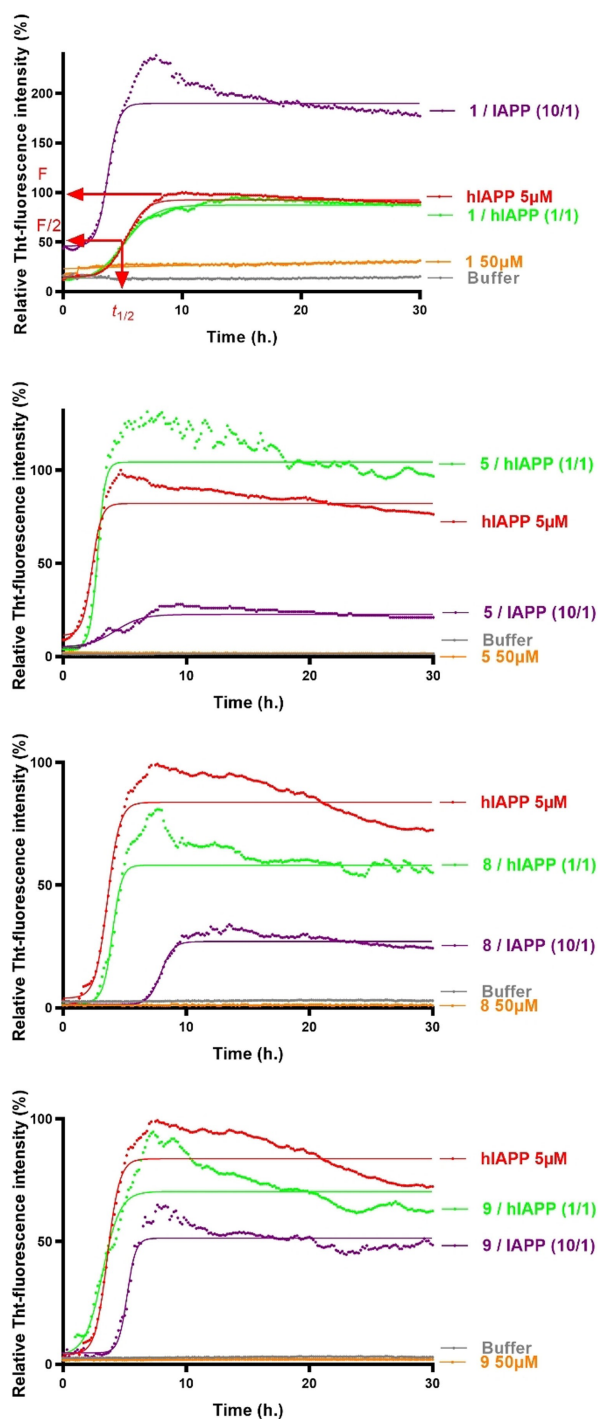 Relative Tht-fluorescence intensity (%)
200
150
100
50
0
F
F/2
t1/2
0
10
20
30
Time (h.)
1 / IAPP (10/1)
hIAPP 5µM
1 / hIAPP (1/1)
1 50µM
Buffer
Relative Tht-fluorescence intensity (%)
100
50
0
0
10
20
30
Time (h.)
5 / hIAPP (1/1)
hIAPP 5µM
5 / IAPP (10/1)
Buffer
5 50µM
Relative Tht-fluorescence intensity (%)
100
50
0
0
10
20
30
Time (h.)
hIAPP 5µM
8 / hIAPP (1/1)
8 / IAPP (10/1)
Buffer
8 50µM
Relative Tht-fluorescence intensity (%)
100
50
0
0
10
20
30
Time (h.)
hIAPP 5µM
9 / hIAPP (1/1)
9 / IAPP (10/1)
Buffer
9 50µM